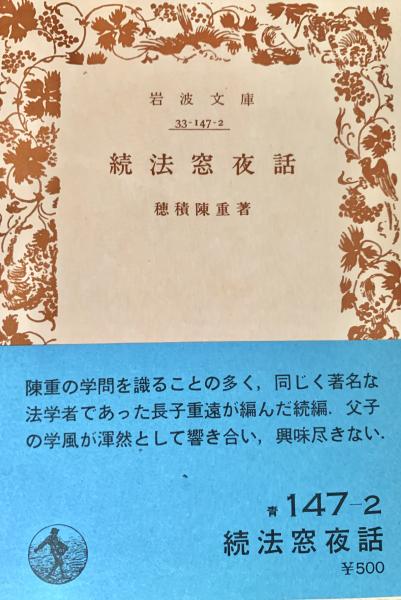 岩波文庫
33-147-2
続法窓夜話
穂積陳重著
陳重の学問を識ることの多く，同じく著名な
法学者であった長子重遠が編んだ続編．父子
の学風が渾然として響き合い，興味尽きない．
青 147-2
続法窓夜話
¥500